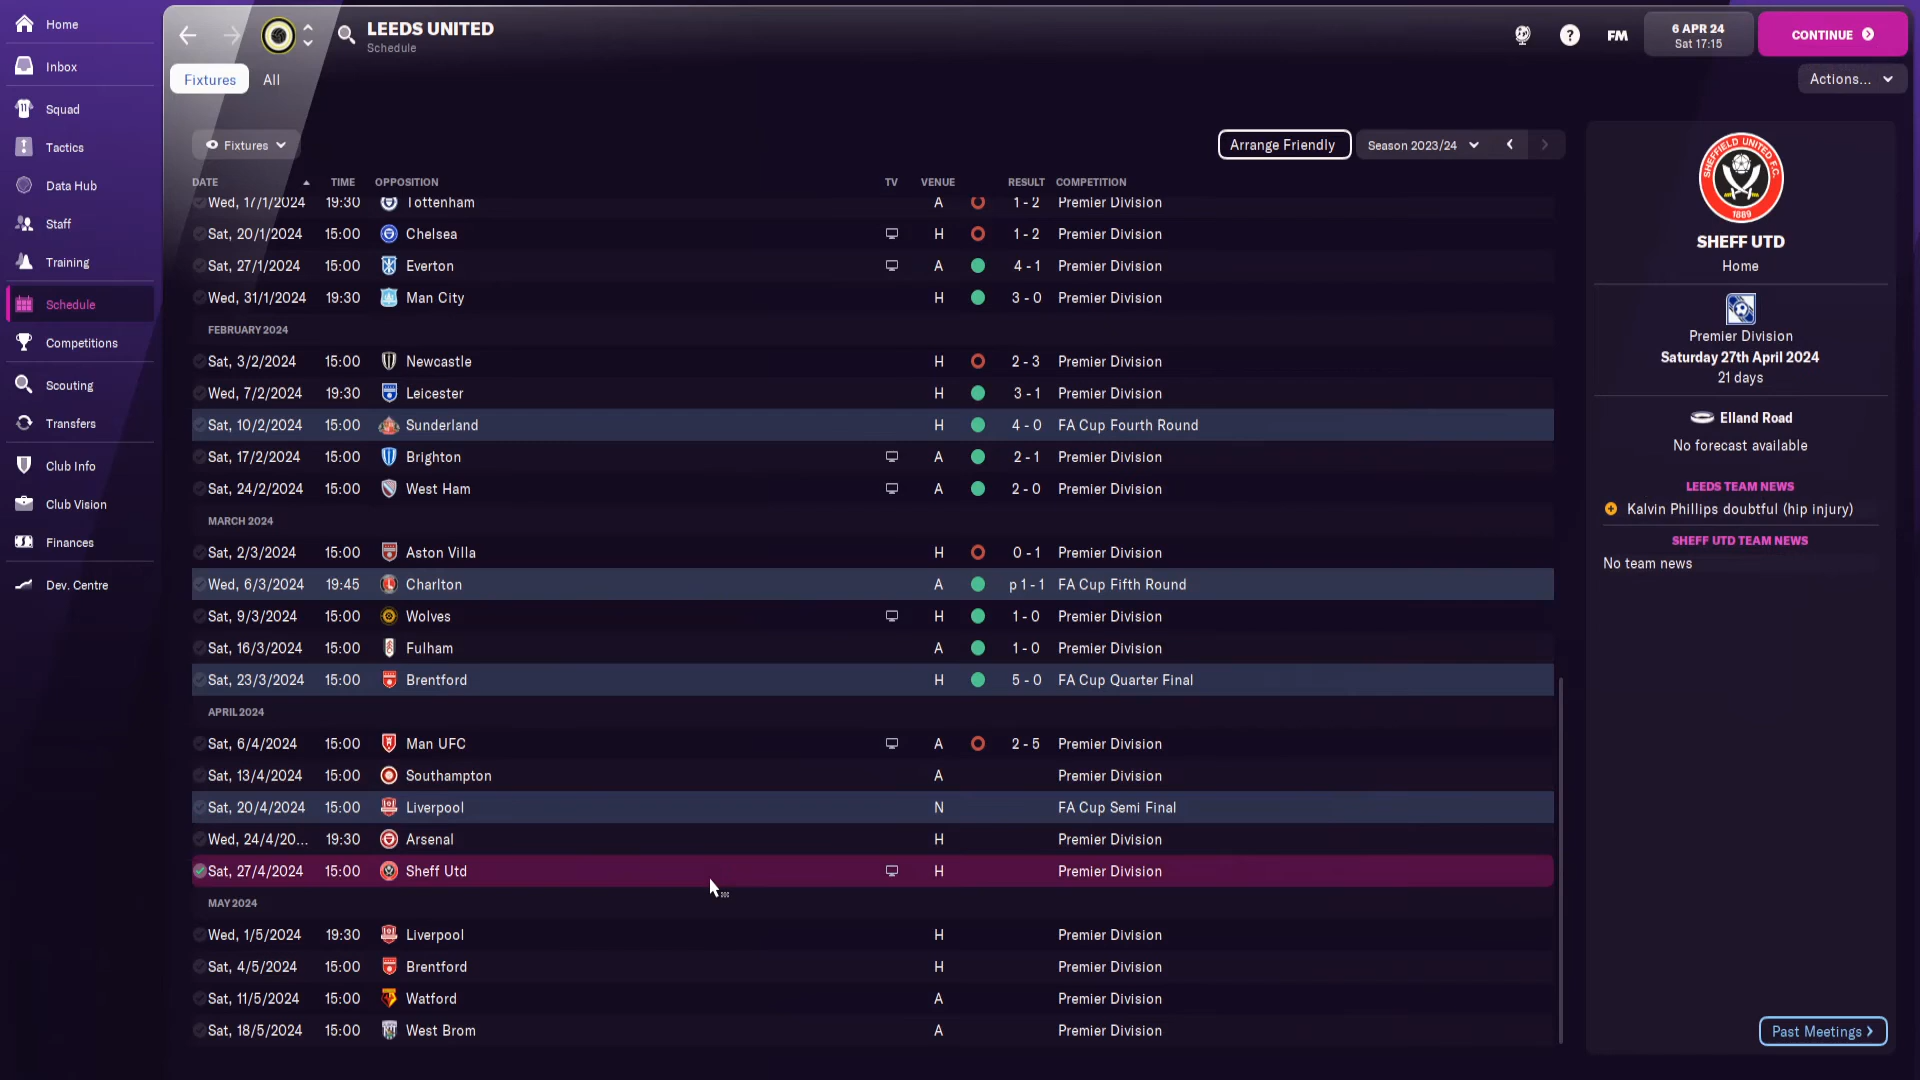 Home
Inbox
Squad
Tactics
Data Hub
Staff
Training
Schedule
Competitions
Scouting
Transfers
Club Info
Club Vision
Finances
Dev. Centre
LEEDS UNITED
Schedule
FM
6 APR 24
Sat 17:15
CONTINUE
Fixtures All
Actions...
Fixtures
Arrange Friendly
Season 2023/24
DATE TIME OPPOSITION TV VENUE RESULT COMPETITION
Wed, 17/1/2024 19:30 Tottenham A 1 - 2 Premier Division
Sat, 20/1/2024 15:00 Chelsea H 1 - 2 Premier Division
Sat, 27/1/2024 15:00 Everton A 4 - 1 Premier Division
Wed, 31/1/2024 19:30 Man City H 3 - 0 Premier Division
FEBRUARY 2024
Sat, 3/2/2024 15:00 Newcastle H 2 - 3 Premier Division
Wed, 7/2/2024 19:30 Leicester H 3 - 1 Premier Division
Sat, 10/2/2024 15:00 Sunderland H 4 - 0 FA Cup Fourth Round
Sat, 17/2/2024 15:00 Brighton A 2 - 1 Premier Division
Sat, 24/2/2024 15:00 West Ham A 2 - 0 Premier Division
MARCH 2024
Sat, 2/3/2024 15:00 Aston Villa H 0 - 1 Premier Division
Wed, 6/3/2024 19:45 Charlton A p 1 - 1 FA Cup Fifth Round
Sat, 9/3/2024 15:00 Wolves H 1 - 0 Premier Division
Sat, 16/3/2024 15:00 Fulham A 1 - 0 Premier Division
Sat, 23/3/2024 15:00 Brentford H 5 - 0 FA Cup Quarter Final
APRIL 2024
Sat, 6/4/2024 15:00 Man UFC A 2 - 5 Premier Division
Sat, 13/4/2024 15:00 Southampton A Premier Division
Sat, 20/4/2024 15:00 Liverpool N FA Cup Semi Final
Wed, 24/4/20... 19:30 Arsenal H Premier Division
Sat, 27/4/2024 15:00 Sheff Utd H Premier Division
MAY 2024
Wed, 1/5/2024 19:30 Liverpool H Premier Division
Sat, 4/5/2024 15:00 Brentford H Premier Division
Sat, 11/5/2024 15:00 Watford A Premier Division
Sat, 18/5/2024 15:00 West Brom A Premier Division
SHEFFIELD UNITED F.C.
1889
SHEFF UTD
Home
Premier Division
Saturday 27th April 2024
21 days
Elland Road
No forecast available
LEEDS TEAM NEWS
Kalvin Phillips doubtful (hip injury)
SHEFF UTD TEAM NEWS
No team news
Past Meetings